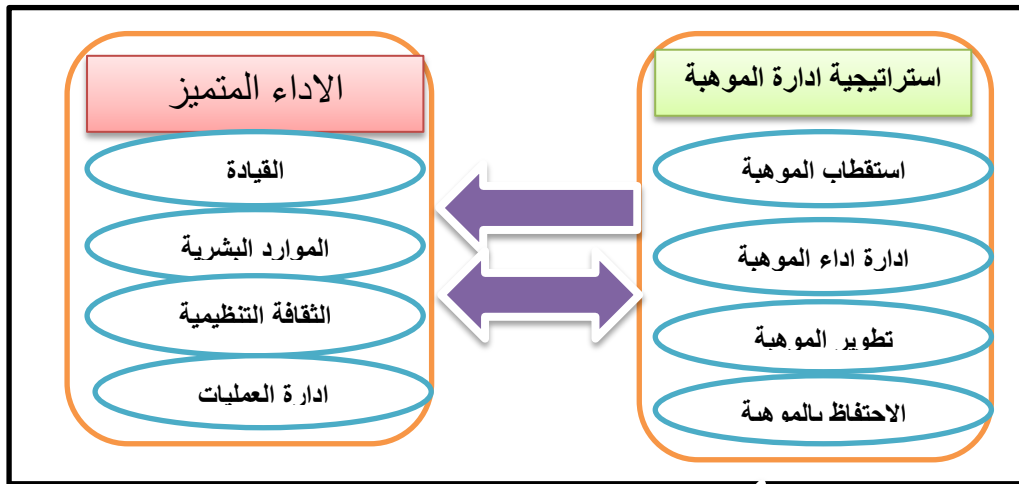 استراتيجية ادارة الموهبة
استقطاب الموهبة
ادارة اداء الموهبة
تطوير الموهبة
الاحتفاظ بالموهبة
الاداء المتميز
القيادة
الموارد البشرية
الثقافة التنظيمية
ادارة العمليات